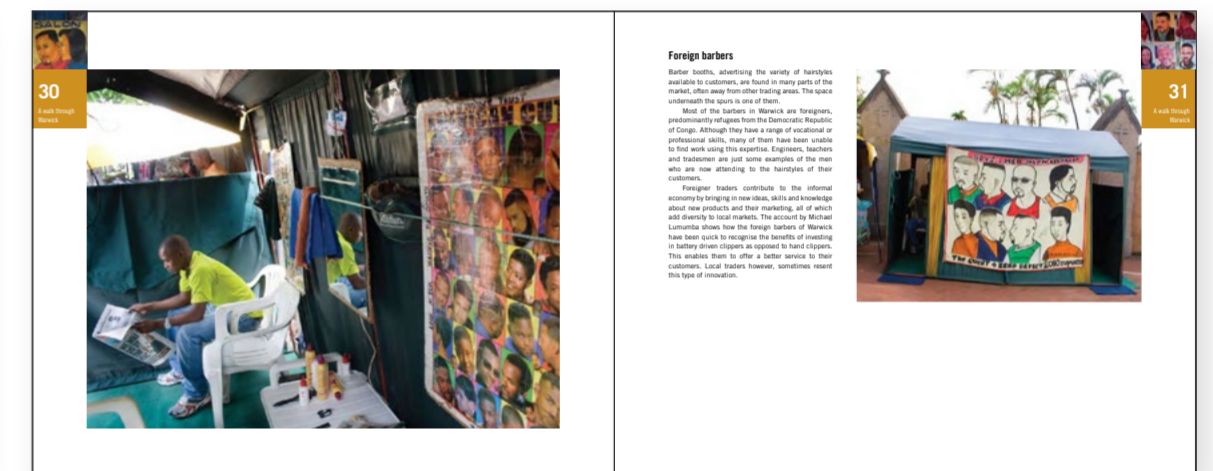 SALON
30
A walk through
Warwick
Foreign barbers
Barber booths, advertising the variety of hairstyles
available to customers, are found in many parts of the
market, often away from other trading areas. The space
underneath the spurs is one of them.
Most of the barbers in Warwick are foreigners,
predominantly refugees from the Democratic Republic
of Congo. Although they have a range of vocational or
professional skills, many of them have been unable
to find work using this expertise. Engineers, teachers
and tradesmen are just some examples of the men
who are now attending to the hairstyles of their
customers.
Foreigner traders contribute to the informal
economy by bringing in new ideas, skills and knowledge
about new products and their marketing, all of which
add diversity to local markets. The account by Michael
Lumumba shows how the foreign barbers of Warwick
have been quick to recognise the benefits of investing
in battery driven clippers as opposed to hand clippers.
This enables them to offer a better service to their
customers. Local traders however, sometimes resent
this type of innovation.
31
A walk through
Warwick